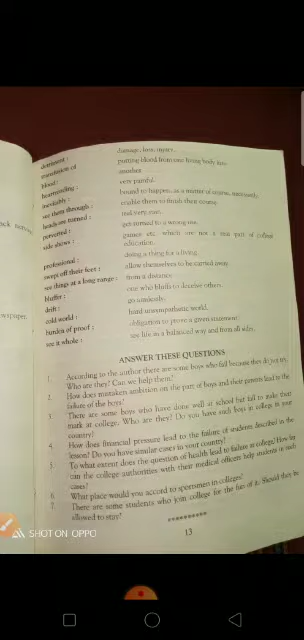 detriment : damage, loss, injury.
transfusion of putting blood from one living body into
blood : another.
heartrending : very painful.
inevitably : bound to happen, as a matter of course, necessarily.
see them through : enable them to finish their course
heads are turned : feel very vain.
perverted : get turned to a wrong use.
side shows : games etc. which are not a real part of college
education.
professional : doing a thing for a living.
swept off their feet : allow themselves to be carried away.
see things at a long range : from a distance.
bluffer : one who bluffs to deceive others.
drift : go aimlessly.
cold world : hard unsympathetic world.
burden of proof : obligation to prove a given statement.
see it whole : see life in a balanced way and from all sides.
ANSWER THESE QUESTIONS
1. According to the author there are some boys who fail because they do not try.
Who are they? Can we help them?
2. How does mistaken ambition on the part of boys and their parents lead to the
failure of the boys?
3. There are some boys who have done well at school but fail to make their
mark at college. Who are they? Do you have such boys in college in your
country?
4. How does financial pressure lead to the failure of students described in the
lesson? Do you have similar cases in your country?
5. To what extent does the question of health lead to failure in college? How far
can the college authorities with their medical officers help students in such
cases?
6. What place would you accord to sportsmen in colleges?
7. There are some students who join college for the fun of it. Should they be
allowed to stay?
**********
13
SHOT ON OPPO